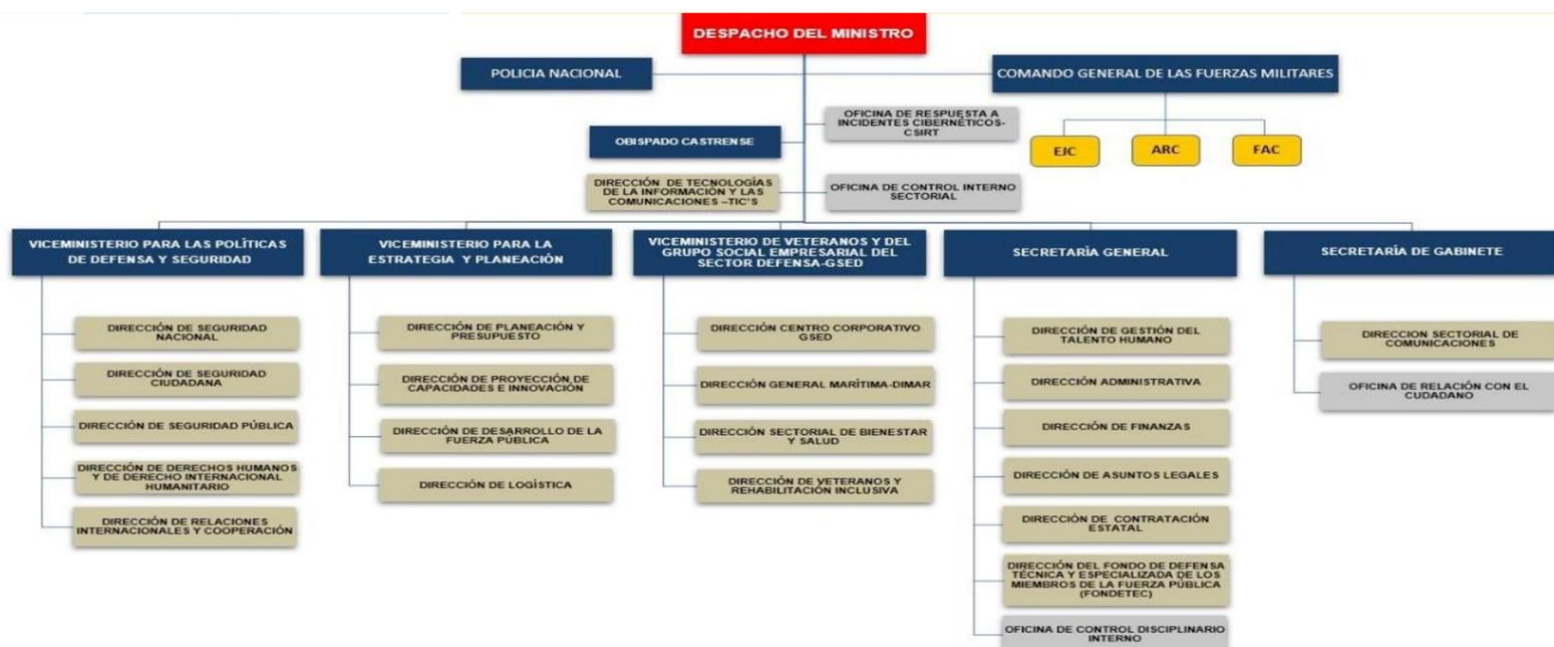 DESPACHO DEL MINISTRO
POLICIA NACIONAL
COMANDO GENERAL DE LAS FUERZAS MILITARES
OFICINA DE RESPUESTA A
INCIDENTES CIBERNÉTICOS-
CSIRT
OBISPADO CASTRENSE
EJC
ARC
FAC
DIRECCIÓN DE TECNOLOGÍAS
DE LA INFORMACIÓN Y LAS
COMUNICACIONES –TIC'S
OFICINA DE CONTROL INTERNO
SECTORIAL
VICEMINISTERIO PARA LAS POLÍTICAS
DE DEFENSA Y SEGURIDAD
VICEMINISTERIO PARA LA
ESTRATEGIA Y PLANEACIÓN
VICEMINISTERIO DE VETERANOS Y DEL
GRUPO SOCIAL EMPRESARIAL DEL
SECTOR DEFENSA-GSED
SECRETARÍA GENERAL
SECRETARÍA DE GABINETE
DIRECCIÓN DE SEGURIDAD
NACIONAL
DIRECCIÓN DE SEGURIDAD
CIUDADANA
DIRECCIÓN DE SEGURIDAD PÚBLICA
DIRECCIÓN DE DERECHOS HUMANOS
Y DE DERECHO INTERNACIONAL
HUMANITARIO
DIRECCIÓN DE RELACIONES
INTERNACIONALES Y COOPERACIÓN
DIRECCIÓN DE PLANEACIÓN Y
PRESUPUESTO
DIRECCIÓN DE PROYECCIÓN DE
CAPACIDADES E INNOVACIÓN
DIRECCIÓN DE DESARROLLO DE LA
FUERZA PÚBLICA
DIRECCIÓN DE LOGÍSTICA
DIRECCIÓN CENTRO CORPORATIVO
GSED
DIRECCIÓN GENERAL MARÍTIMA-DIMAR
DIRECCIÓN SECTORIAL DE BIENESTAR
Y SALUD
DIRECCIÓN DE VETERANOS Y
REHABILITACIÓN INCLUSIVA
DIRECCIÓN DE GESTIÓN DEL
TALENTO HUMANO
DIRECCIÓN ADMINISTRATIVA
DIRECCIÓN DE FINANZAS
DIRECCIÓN DE ASUNTOS LEGALES
DIRECCIÓN DE CONTRATACIÓN
ESTATAL
DIRECCIÓN DEL FONDO DE DEFENSA
TÉCNICA Y ESPECIALIZADA DE LOS
MIEMBROS DE LA FUERZA PÚBLICA
(FONDETEC)
OFICINA DE CONTROL DISCIPLINARIO
INTERNO
DIRECCION SECTORIAL DE
COMUNICACIONES
OFICINA DE RELACIÓN CON EL
CUDADANO